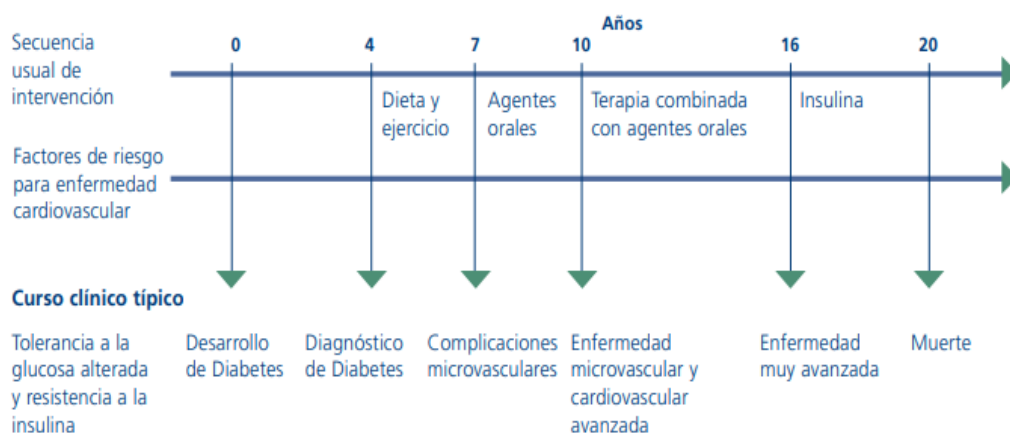 Años
Secuencia
usual de
intervención
0 4 7 10 16 20
Dieta y
ejercicio
Agentes
orales
Terapia combinada
con agentes orales
Insulina
Factores de riesgo
para enfermedad
cardiovascular
Curso clínico típico
Tolerancia a la
glucosa alterada
y resistencia a la
insulina
Desarrollo
de Diabetes
Diagnóstico
de Diabetes
Complicaciones
microvasculares
Enfermedad
microvascular y
cardiovascular
avanzada
Enfermedad
muy avanzada
Muerte